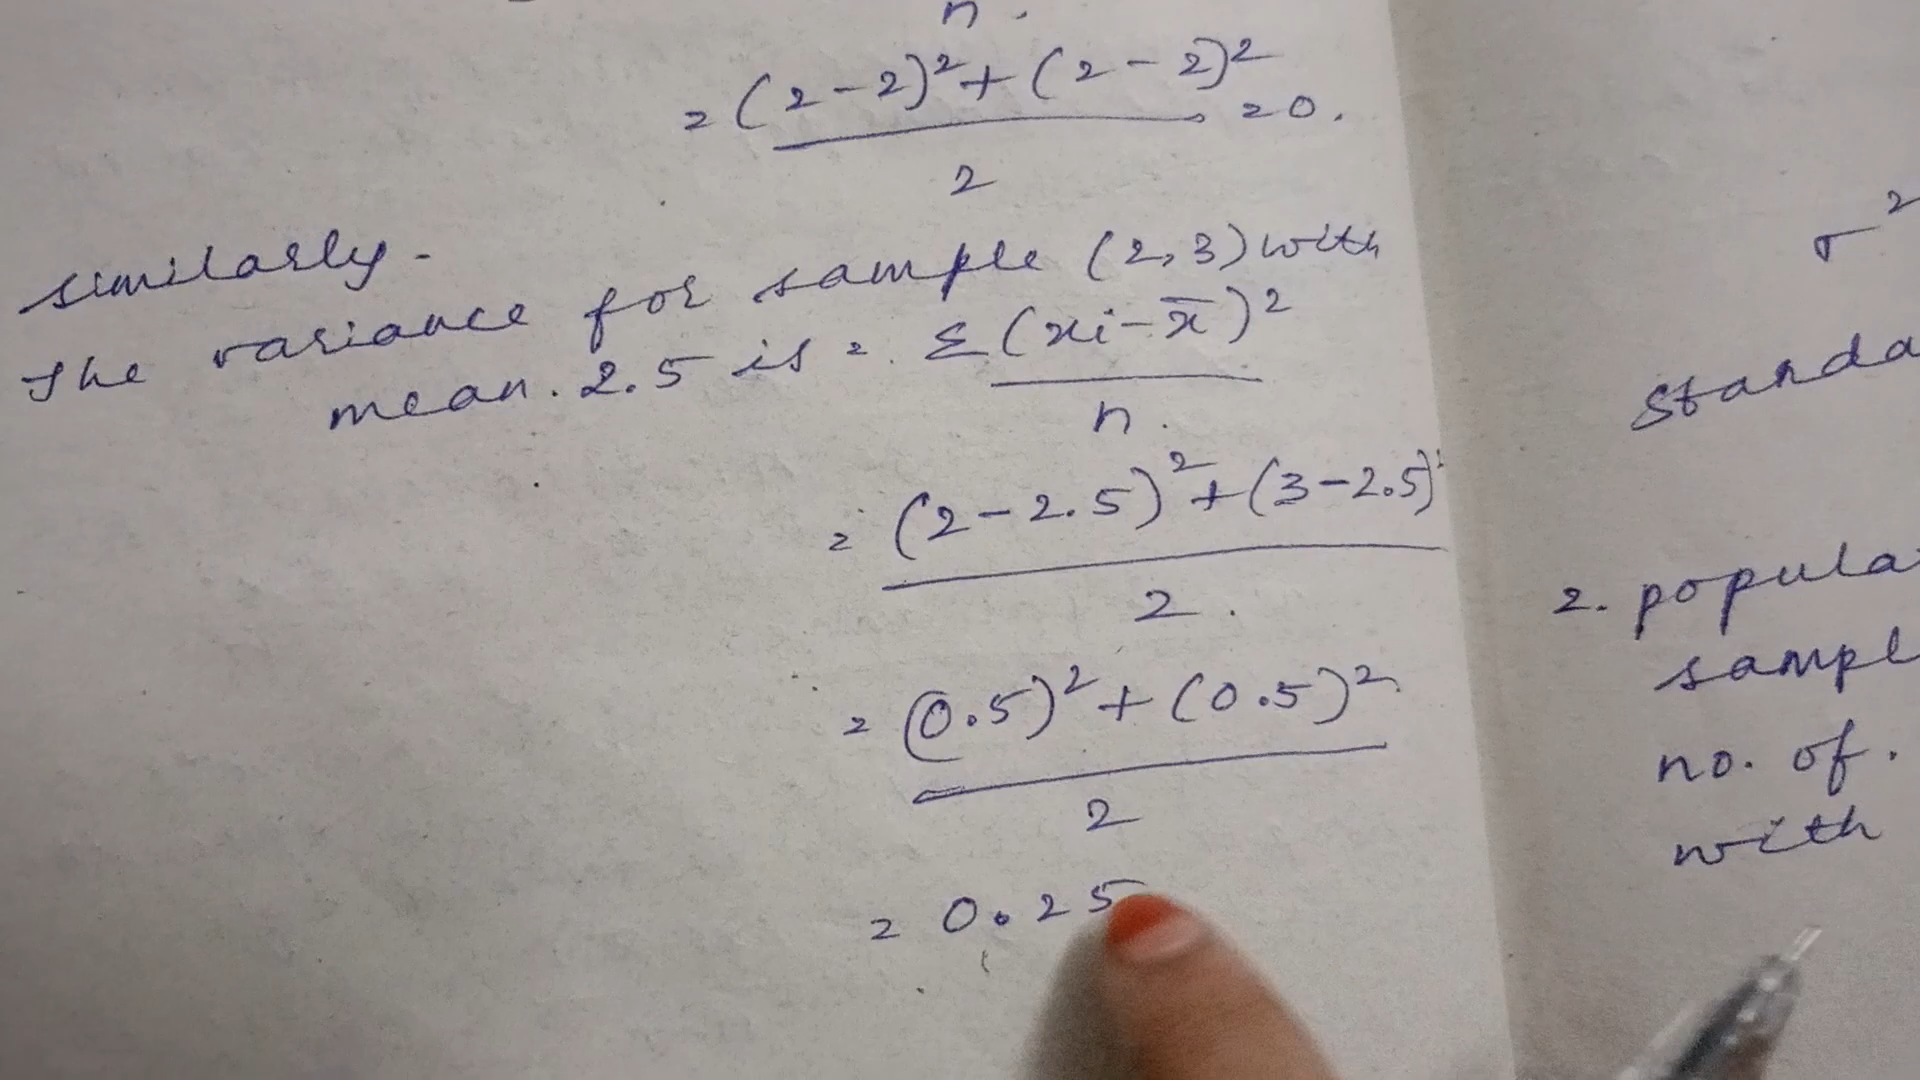 n.
= (2-2)² + (2-2)² = 0.
2
similarly.
The variance for sample (2,3) with
mean. 2.5 is = Σ(xi - x̄)²
n.
= (2-2.5)² + (3-2.5)²
2.
= (0.5)² + (0.5)²
2
= 0.25
σ²
standa
2. populat
sampl
no. of.
with